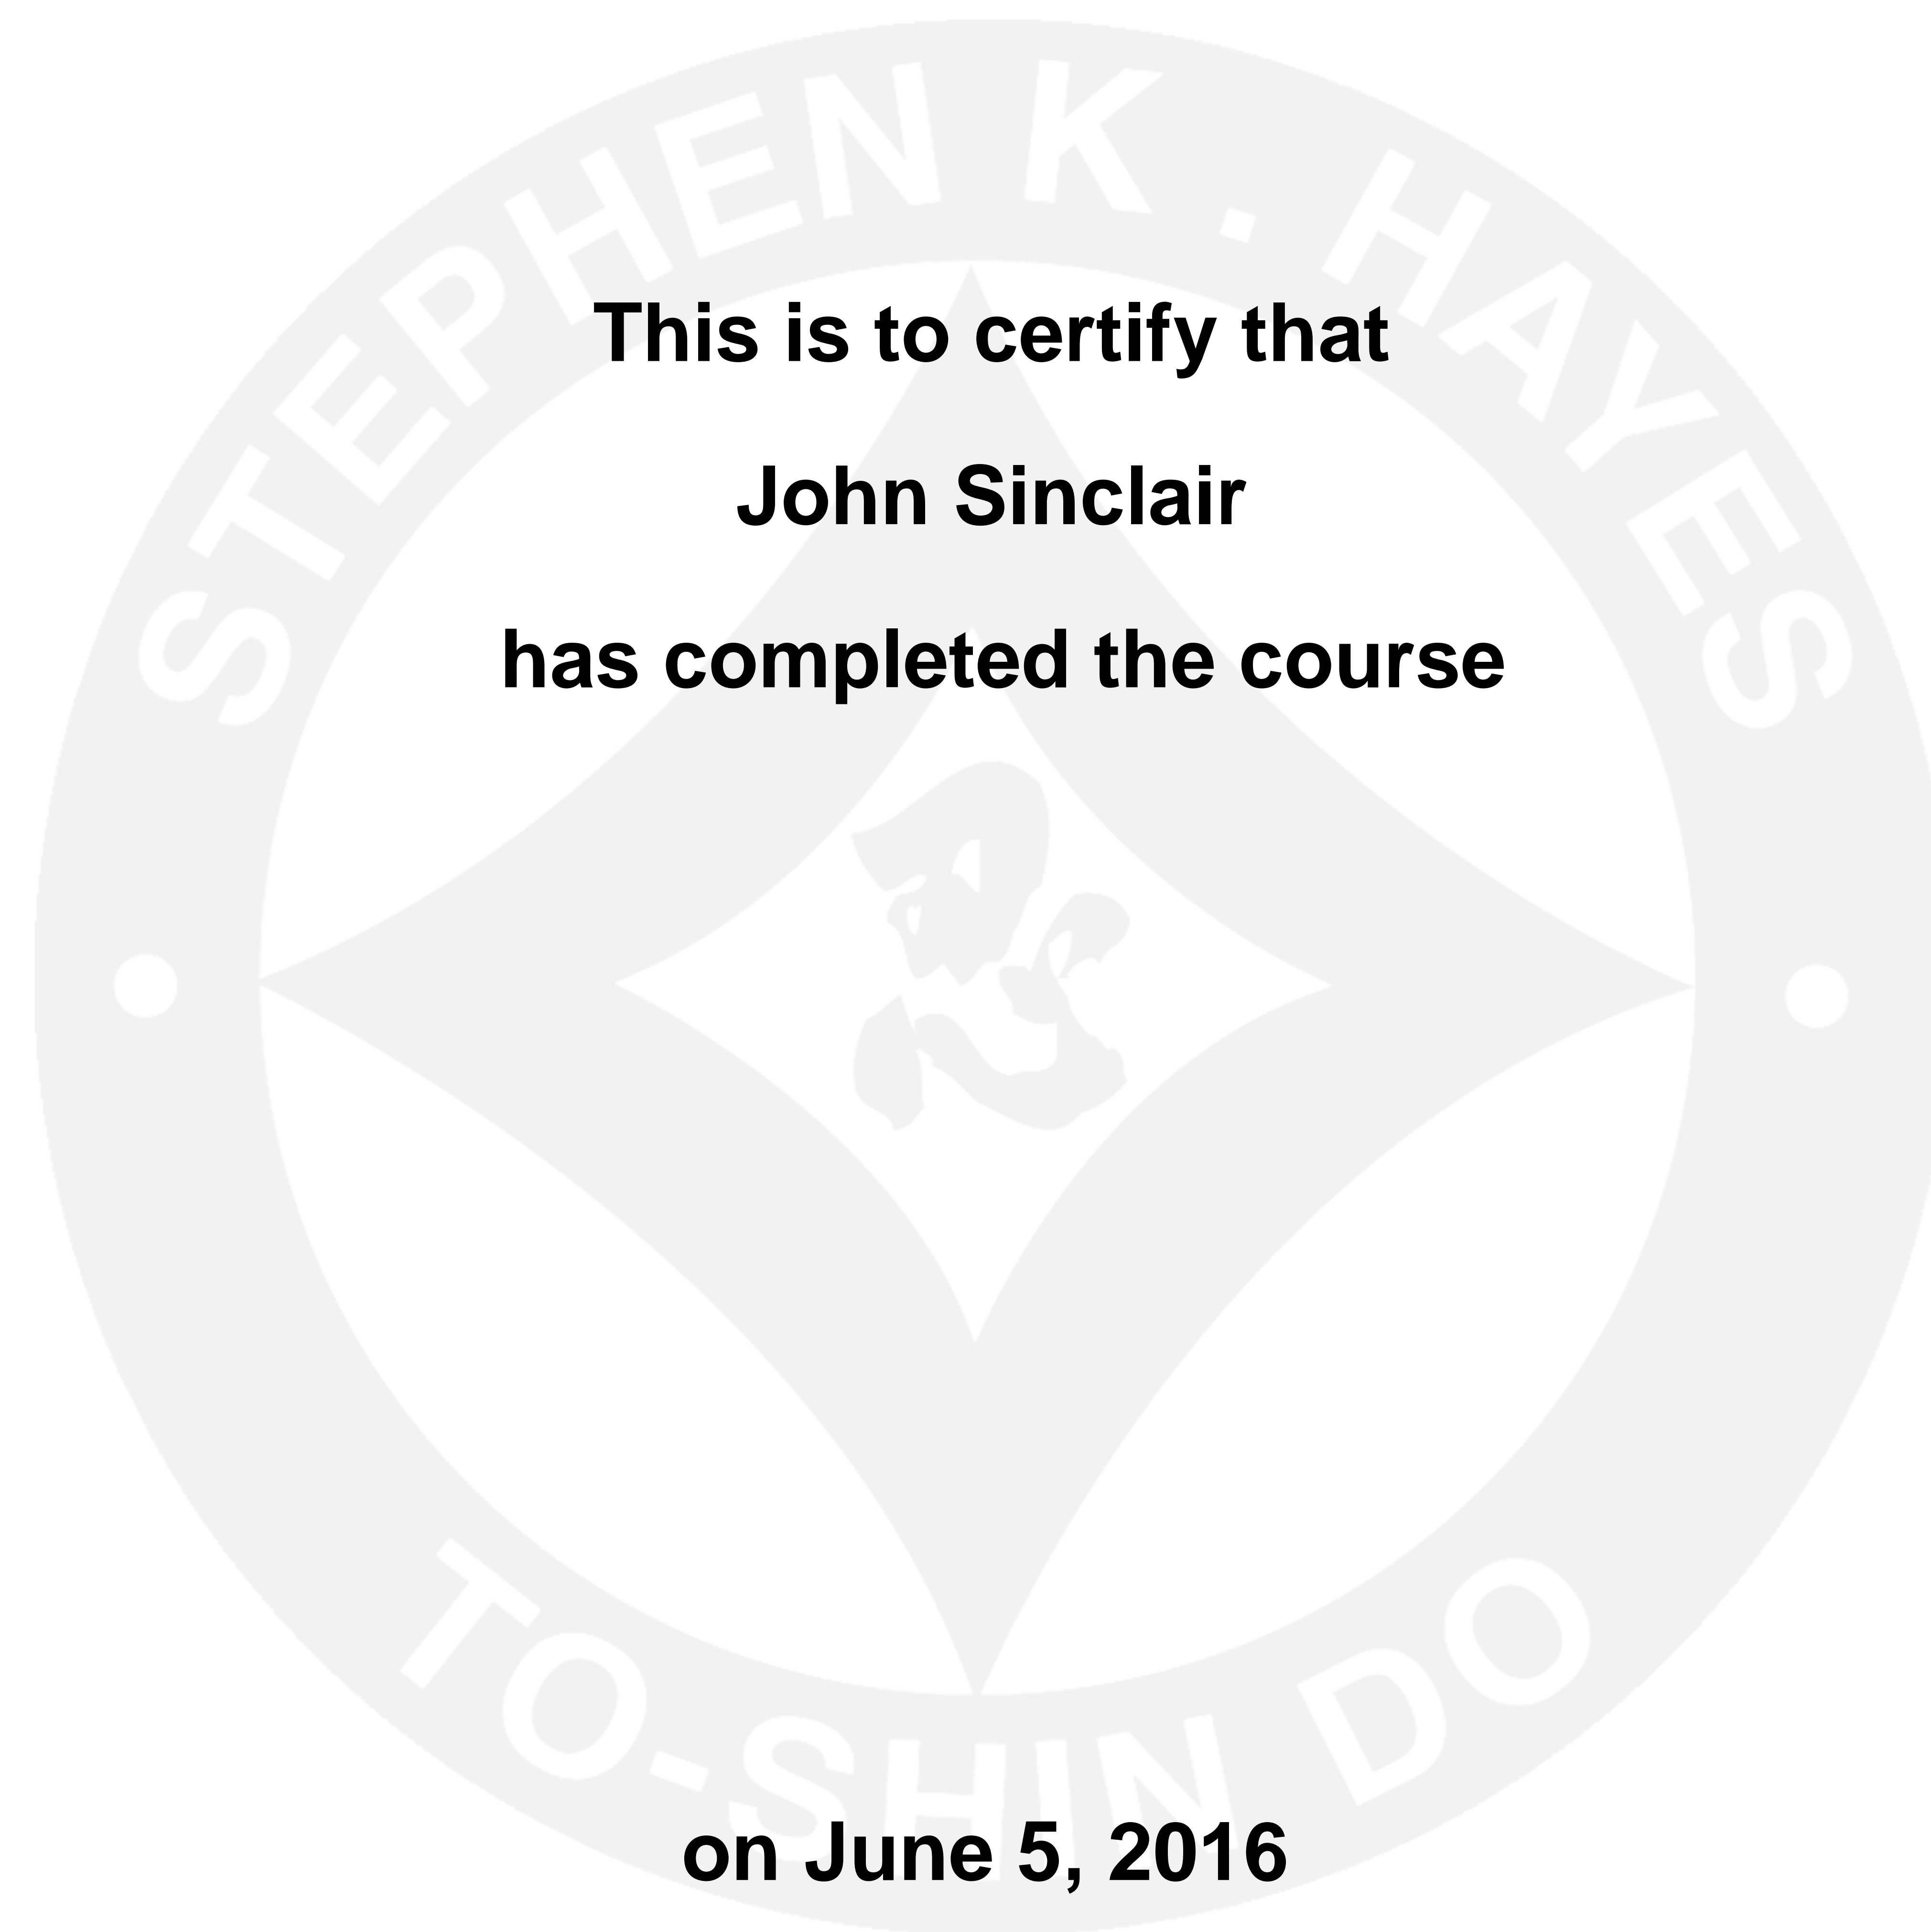 STEPHEN K. HAYES
This is to certify that
John Sinclair
has completed the course
忍
TO-SHIN DO
on June 5, 2016